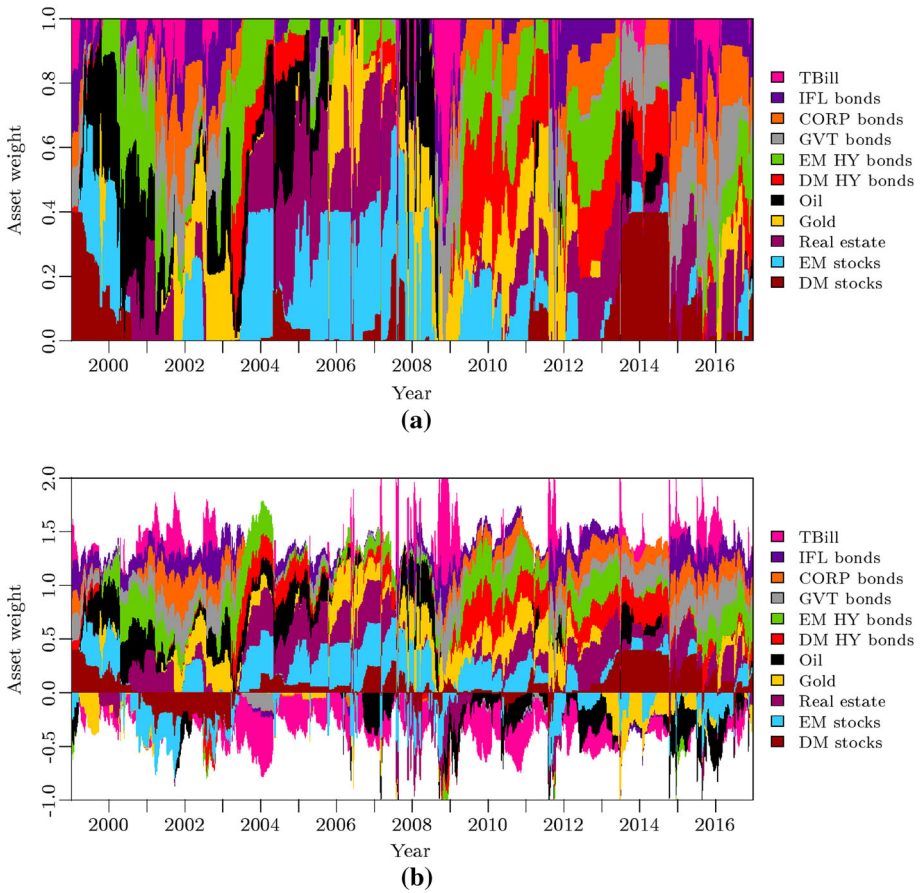 1.0
0.8
0.6
0.4
0.2
0.0
Asset weight
2000 2002 2004 2006 2008 2010 2012 2014 2016
Year
TBill
IFL bonds
CORP bonds
GVT bonds
EM HY bonds
DM HY bonds
Oil
Gold
Real estate
EM stocks
DM stocks
(a)
2.0
1.5
1.0
0.5
0.0
-0.5
-1.0
Asset weight
2000 2002 2004 2006 2008 2010 2012 2014 2016
Year
TBill
IFL bonds
CORP bonds
GVT bonds
EM HY bonds
DM HY bonds
Oil
Gold
Real estate
EM stocks
DM stocks
(b)